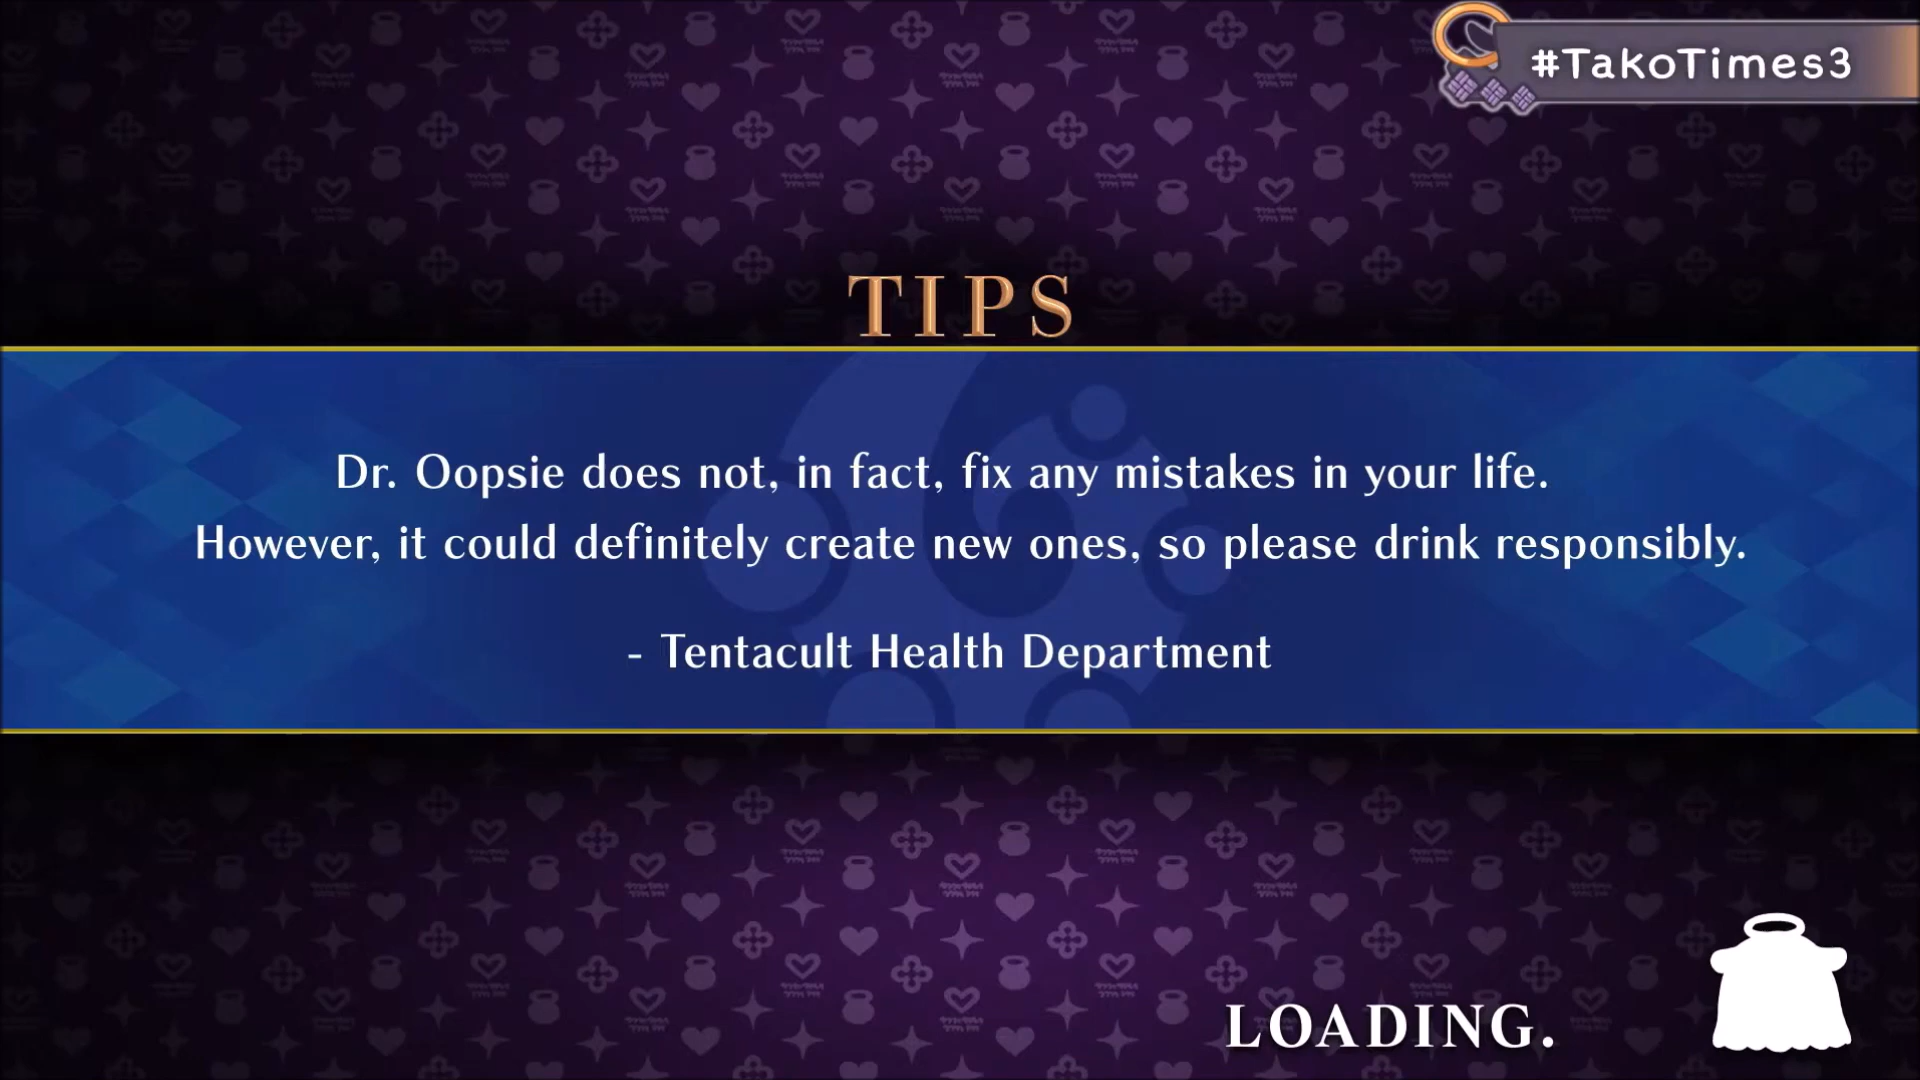 #TakoTimes3
TIPS
Dr. Oopsie does not, in fact, fix any mistakes in your life.
However, it could definitely create new ones, so please drink responsibly.
- Tentacult Health Department
LOADING.